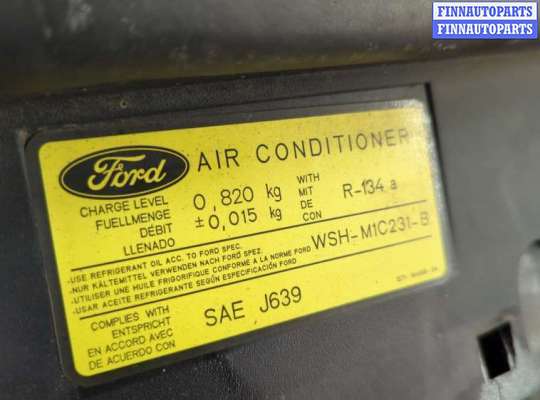 FINNAUTOPARTS
FINNAUTOPARTS
Ford
AIR CONDITIONER
CHARGE LEVEL
FUELLMENGE
DÉBIT
LLENADO
0,820 kg
±0,015 kg
WITH
MIT
DE
CON
R-134 a
-USE REFRIGERANT OIL ACC. TO FORD SPEC.
-NUR KÄLTEMITTEL VERWENDEN NACH FORD SPEZ.
-UTILISER UNE HUILE FRIGORIFIQUE CONFORME A LA NORME FORD
-USAR ACEITE REFRIGERANTE SEGÚN ESPECIFICACIÓN FORD
WSH-M1C231-B
COMPLIES WITH
ENTSPRICHT
EN ACCORD AVEC
DE ACUERDO CON
SAE J639